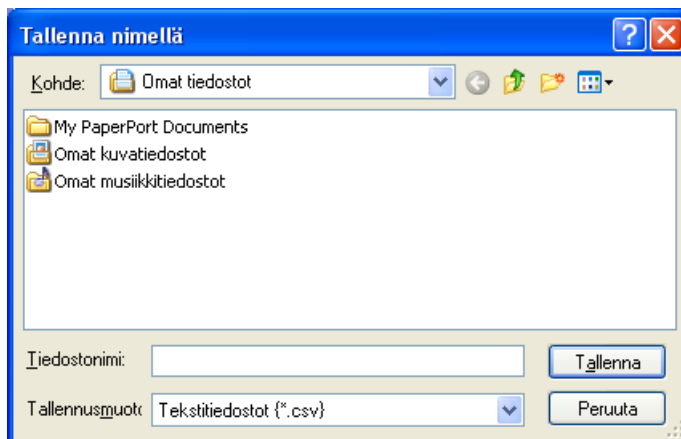 Tallenna nimellä
Kohde: Omat tiedostot
My PaperPort Documents
Omat kuvatiedostot
Omat musiikkitiedostot
Tiedostonimi: Tallenna
Tallennusmuoto Tekstitiedostot {*.csv} Peruuta